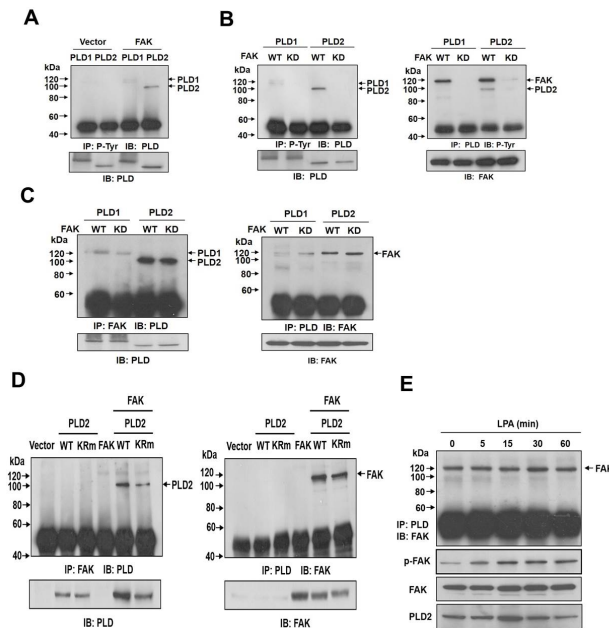 A
Vector FAK
PLD1 PLD2 PLD1 PLD2
kDa
120
100
80
60
40
PLD1
PLD2
IP: P-Tyr IB: PLD
IB: PLD
B
PLD1 PLD2
FAK WT KD WT KD
kDa
120
100
80
60
40
PLD1
PLD2
IP: P-Tyr IB: PLD
IB: PLD
PLD1 PLD2
WT KD WT KD
kDa
120
100
80
60
40
FAK
PLD2
IP: PLD IB: P-Tyr
IB: FAK
C
PLD1 PLD2
FAK WT KD WT KD
kDa
120
100
60
PLD1
PLD2
IP: FAK IB: PLD
IB: PLD
PLD1 PLD2
FAK WT KD WT KD
kDa
120
100
80
60
FAK
IP: PLD IB: FAK
IB: FAK
D
FAK
PLD2 PLD2
Vector WT KRm FAK WT KRm
kDa
120
100
80
60
40
PLD2
IP: FAK IB: PLD
IB: PLD
FAK
PLD2 PLD2
Vector WT KRm FAK WT KRm
kDa
120
100
80
60
40
FAK
IP: PLD IB: FAK
IB: FAK
E
LPA (min)
0 5 15 30 60
kDa
120
100
80
60
FAK
IP: PLD
IB: FAK
p-FAK
FAK
PLD2